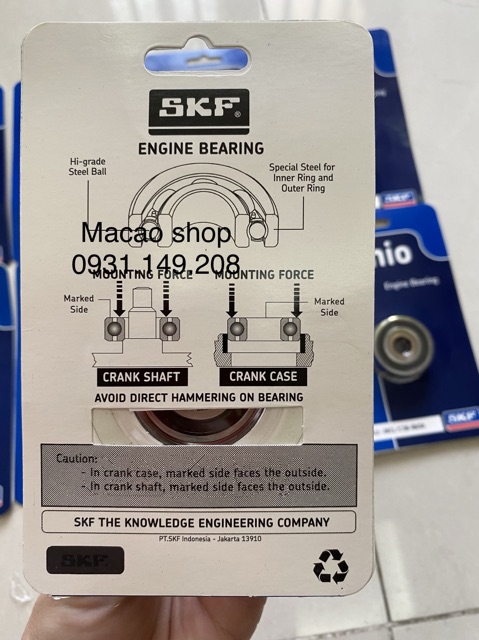 SKF®
ENGINE BEARING
Hi-grade
Steel Ball
Special Steel for
Inner Ring and
Outer Ring
Macao shop
0931.149.208
MOUNTING FORCE
MOUNTING FORCE
Marked
Side
Marked
Side
CRANK SHAFT
CRANK CASE
AVOID DIRECT HAMMERING ON BEARING
Caution:
- In crank case, marked side faces the outside.
- In crank shaft, marked side faces the outside.
SKF THE KNOWLEDGE ENGINEERING COMPANY
PT.SKF Indonesia - Jakarta 13910
SKF
SKF
nio
Engine Bearing
SKF